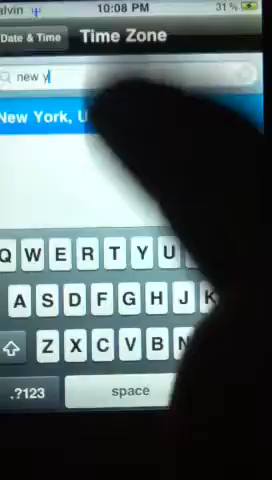 alvin 10:08 PM 31%
Date & Time Time Zone
new y
New York, U
Q W E R T Y U
A S D F G H J K
Z X C V B N
.?123 space